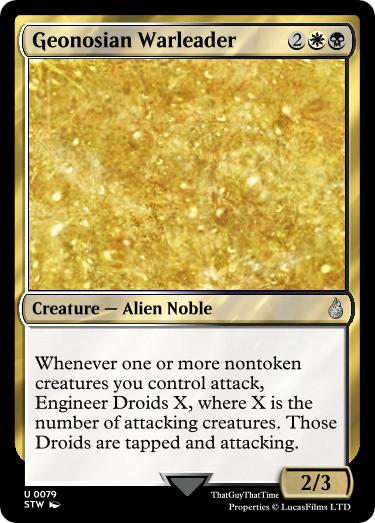 Geonosian Warleader 2
Creature — Alien Noble
Whenever one or more nontoken
creatures you control attack,
Engineer Droids X, where X is the
number of attacking creatures. Those
Droids are tapped and attacking.
2/3
U 0079
STW
ThatGuyThatTime
Properties © LucasFilms LTD